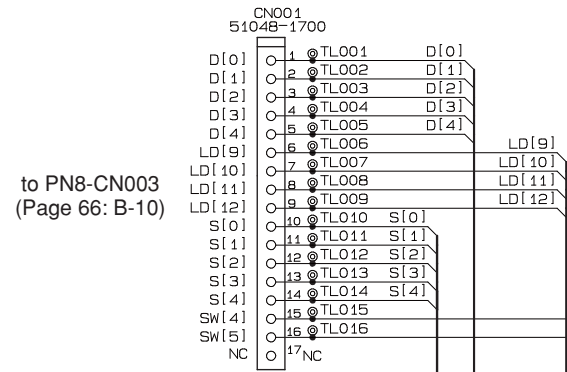 CN001
51048-1700
D[0] 1 TL001 D[0]
D[1] 2 TL002 D[1]
D[2] 3 TL003 D[2]
D[3] 4 TL004 D[3]
D[4] 5 TL005 D[4]
LD[9] 6 TL006 LD[9]
LD[10] 7 TL007 LD[10]
LD[11] 8 TL008 LD[11]
LD[12] 9 TL009 LD[12]
S[0] 10 TL010 S[0]
S[1] 11 TL011 S[1]
S[2] 12 TL012 S[2]
S[3] 13 TL013 S[3]
S[4] 14 TL014 S[4]
SW[4] 15 TL015
SW[5] 16 TL016
NC 17 NC
to PN8-CN003
(Page 66: B-10)